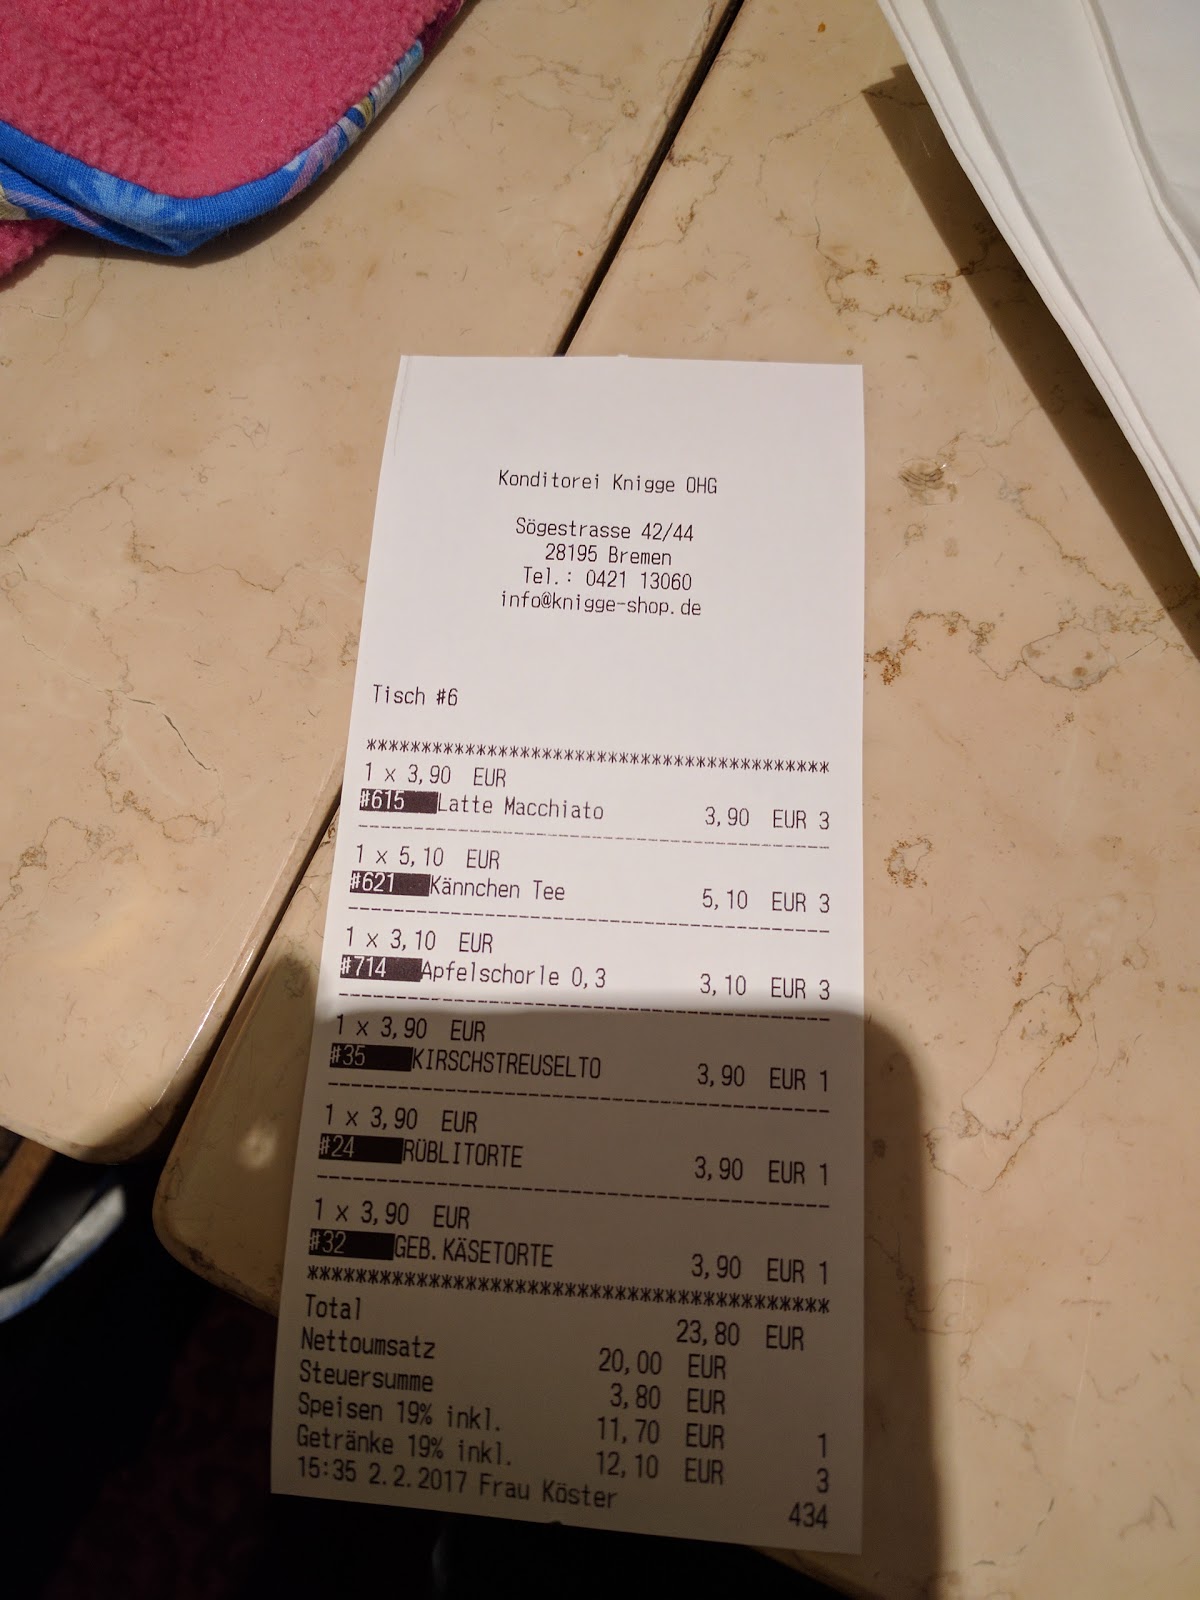 Konditorei Knigge OHG
Sögestrasse 42/44
28195 Bremen
Tel.: 0421 13060
info@knigge-shop.de
Tisch #6
*******************************************
1 x 3,90 EUR
#615 Latte Macchiato 3,90 EUR 3
------------------------------------------
1 x 5,10 EUR
#621 Kännchen Tee 5,10 EUR 3
------------------------------------------
1 x 3,10 EUR
#714 Apfelschorle 0,3 3,10 EUR 3
------------------------------------------
1 x 3,90 EUR
#35 KIRSCHSTREUSELTO 3,90 EUR 1
------------------------------------------
1 x 3,90 EUR
#24 RÜBLITORTE 3,90 EUR 1
------------------------------------------
1 x 3,90 EUR
#32 GEB.KÄSETORTE 3,90 EUR 1
*******************************************
Total 23,80 EUR
Nettoumsatz 20,00 EUR
Steuersumme 3,80 EUR
Speisen 19% inkl. 11,70 EUR 1
Getränke 19% inkl. 12,10 EUR 3
15:35 2.2.2017 Frau Köster 434